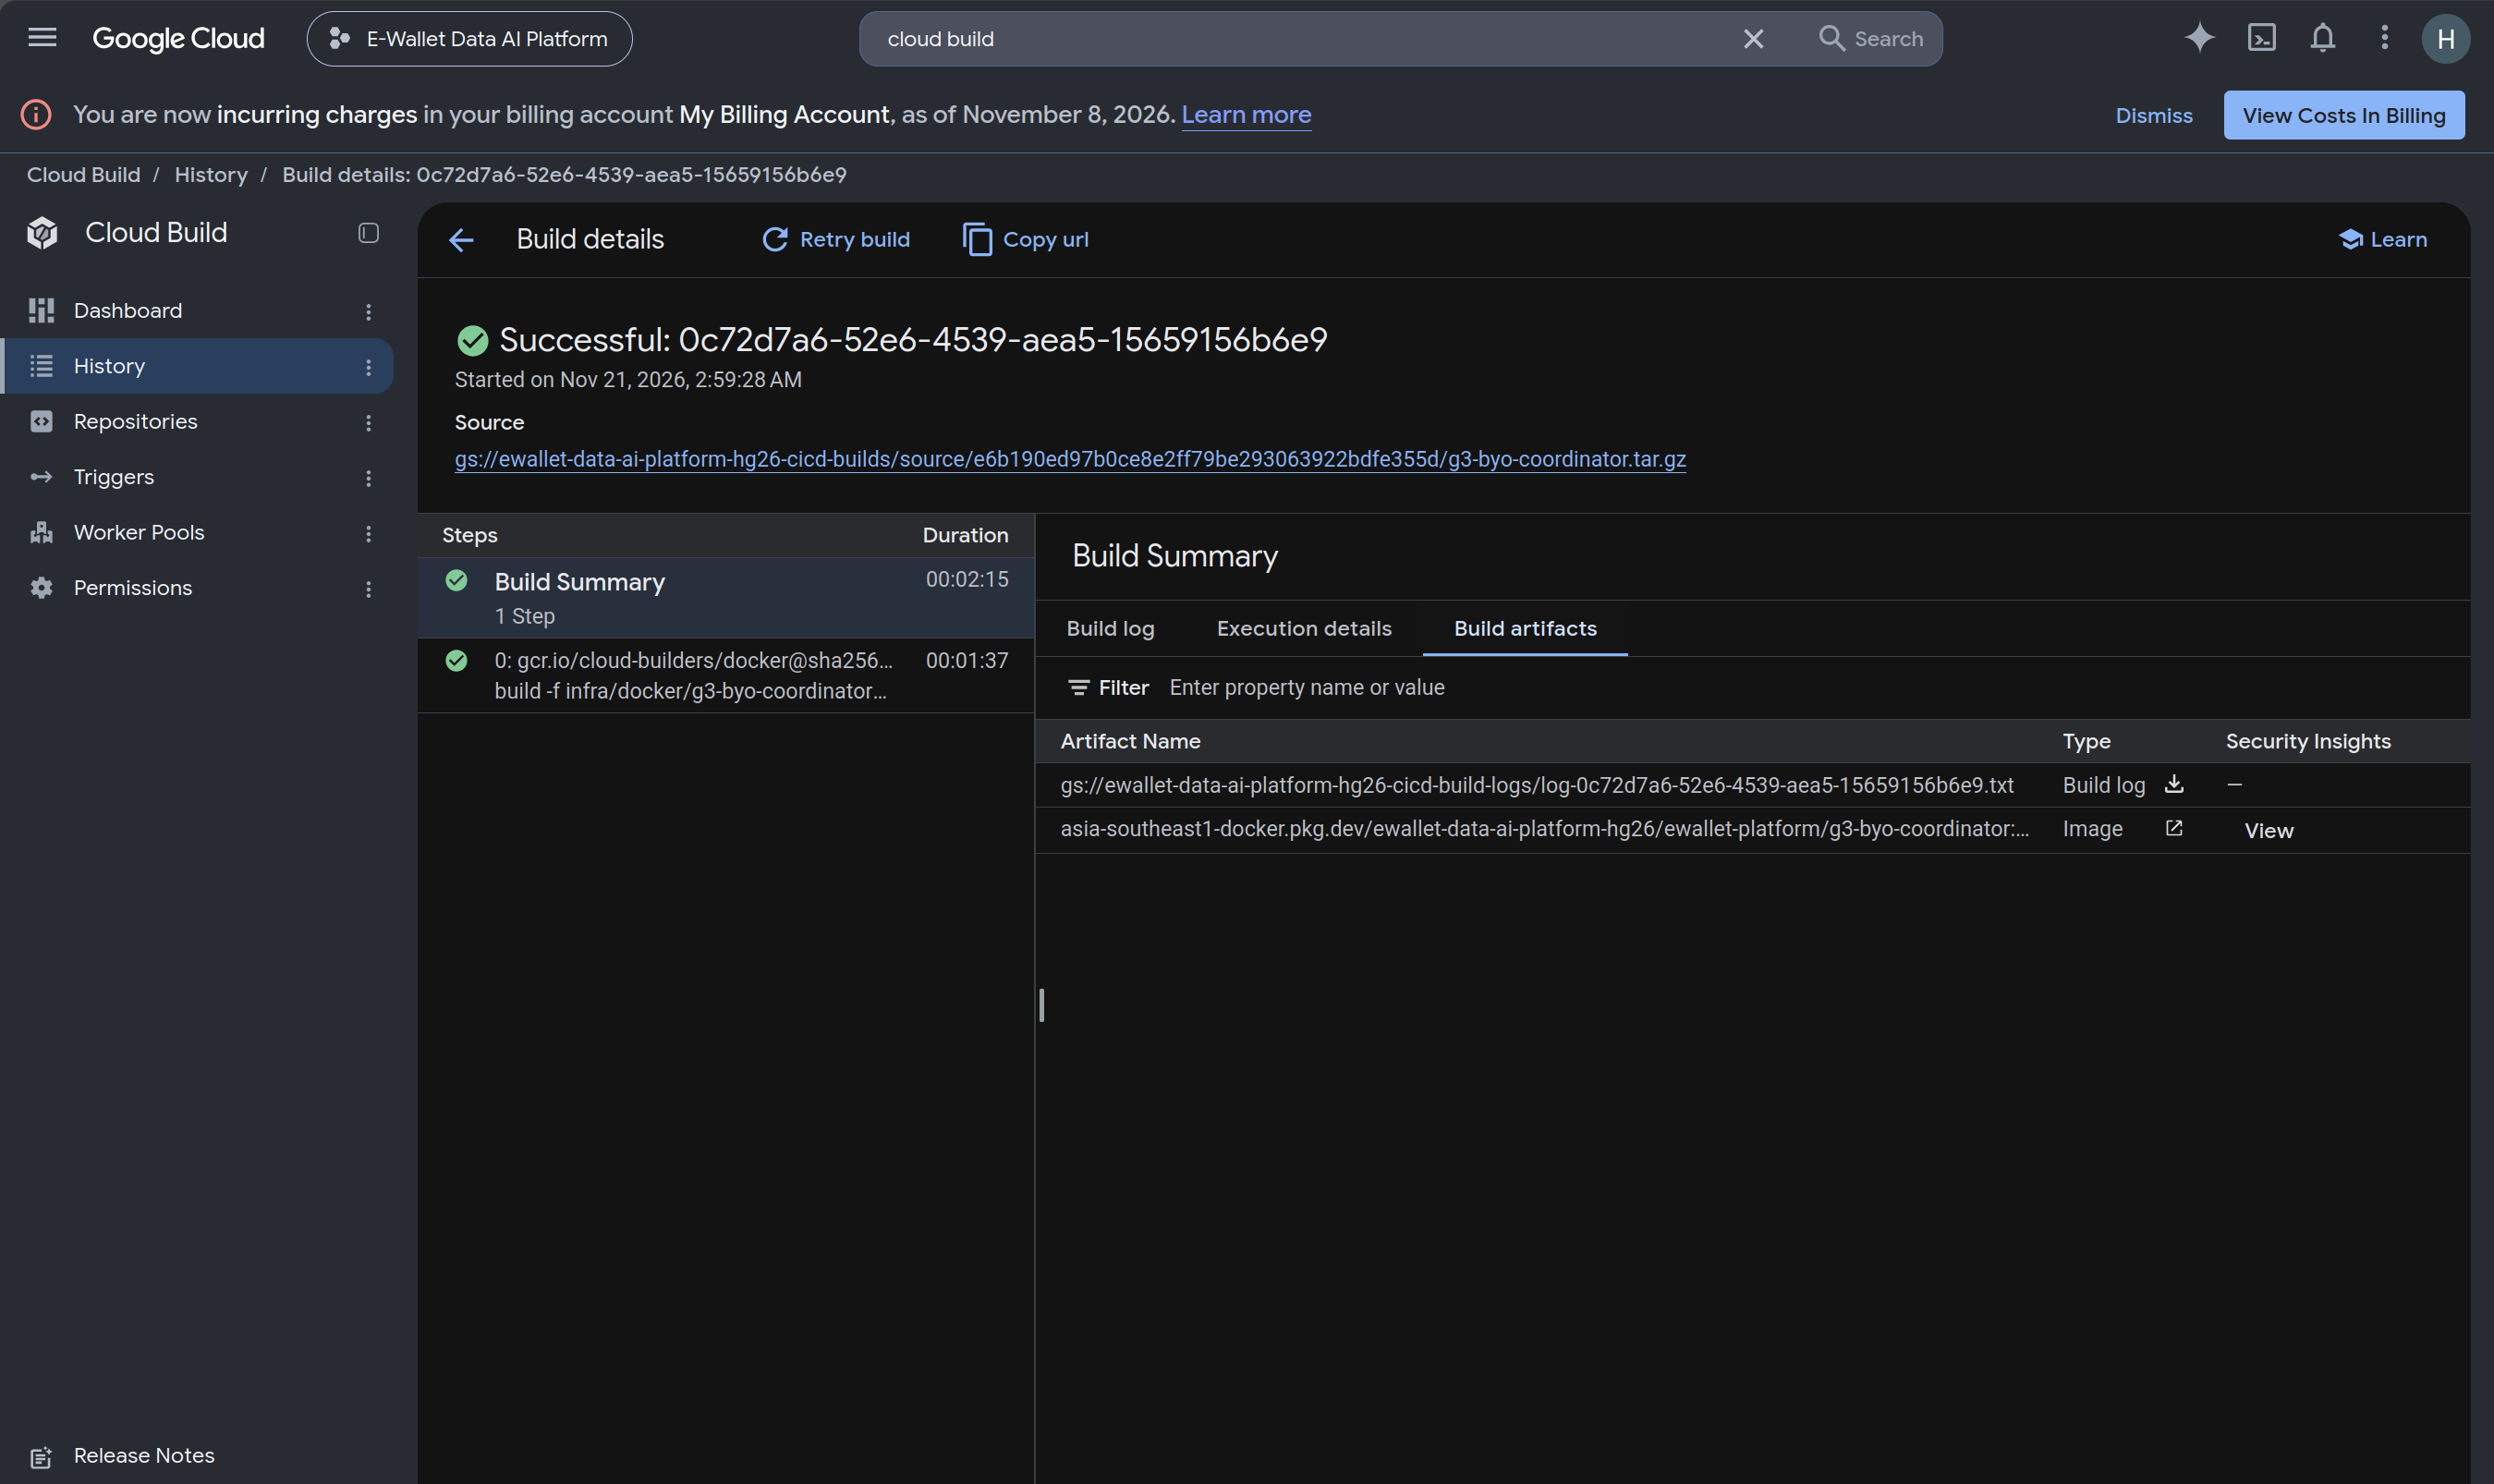 Google Cloud
E-Wallet Data AI Platform
cloud build
Search
H
You are now incurring charges in your billing account My Billing Account, as of November 8, 2026. Learn more
Dismiss
View Costs In Billing
Cloud Build / History / Build details: 0c72d7a6-52e6-4539-aea5-15659156b6e9
Cloud Build
Dashboard
History
Repositories
Triggers
Worker Pools
Permissions
Release Notes
Build details
Retry build
Copy url
Learn
Successful: 0c72d7a6-52e6-4539-aea5-15659156b6e9
Started on Nov 21, 2026, 2:59:28 AM
Source
gs://ewallet-data-ai-platform-hg26-cicd-builds/source/e6b190ed97b0ce8e2ff79be293063922bdfe355d/g3-byo-coordinator.tar.gz
Steps Duration
Build Summary 00:02:15
1 Step
0: gcr.io/cloud-builders/docker@sha256... 00:01:37
build -f infra/docker/g3-byo-coordinator...
Build Summary
Build log Execution details Build artifacts
Filter Enter property name or value
Artifact Name Type Security Insights
gs://ewallet-data-ai-platform-hg26-cicd-build-logs/log-0c72d7a6-52e6-4539-aea5-15659156b6e9.txt Build log —
asia-southeast1-docker.pkg.dev/ewallet-data-ai-platform-hg26/ewallet-platform/g3-byo-coordinator:... Image View